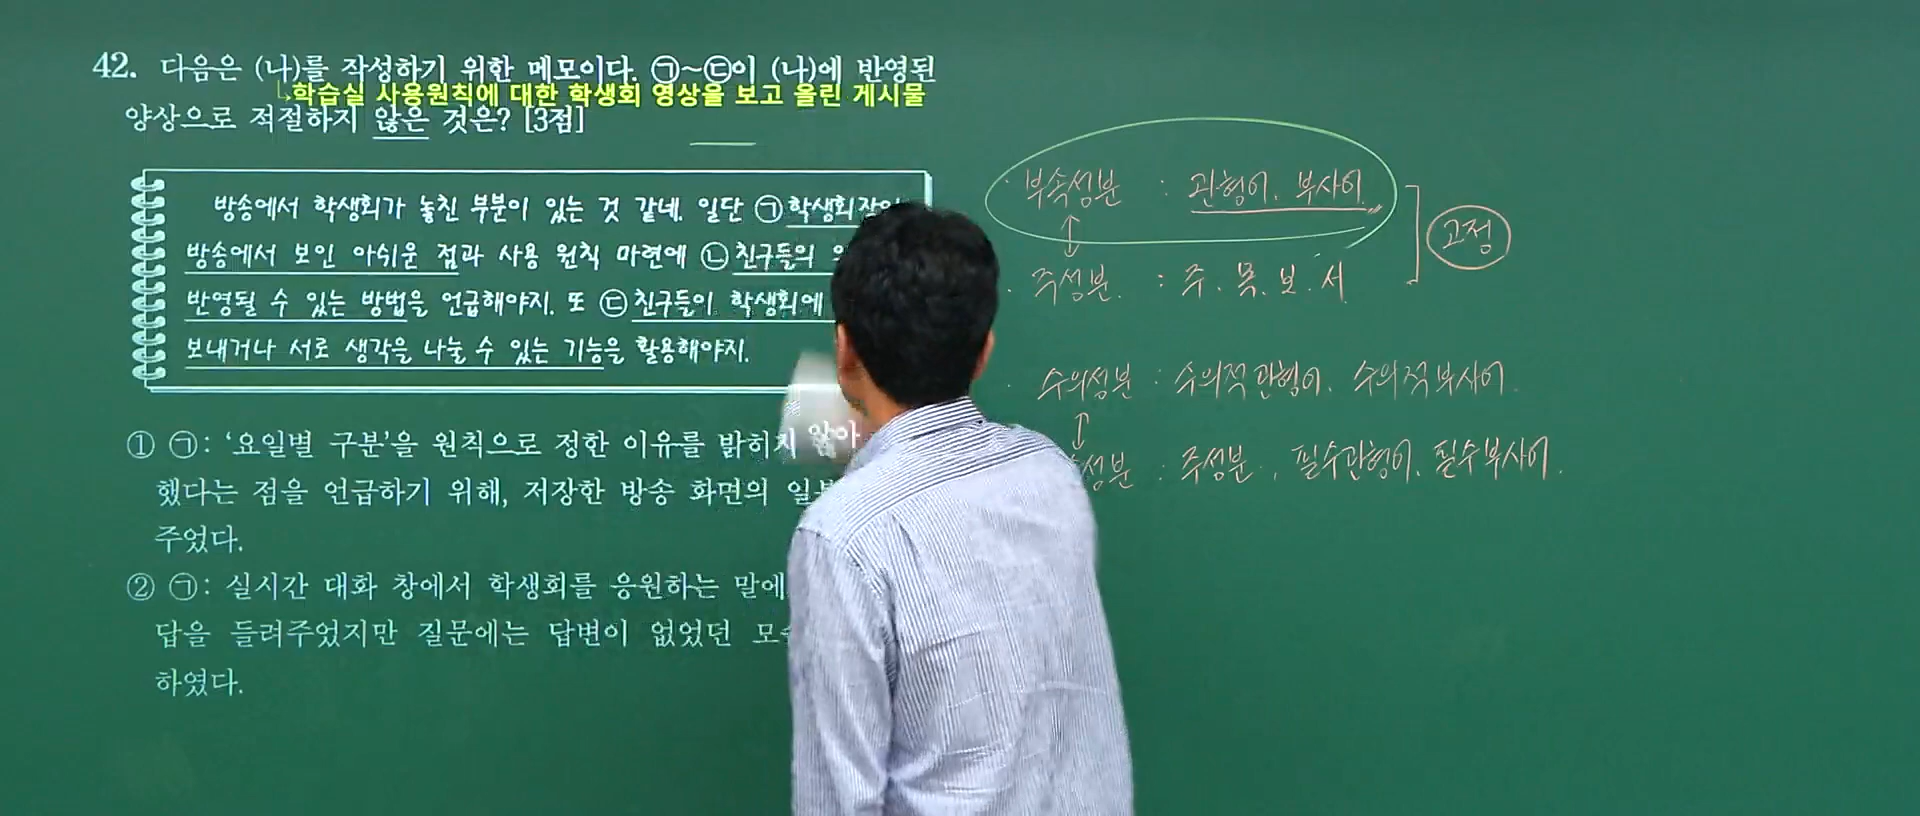 42. 다음은 (나)를 작성하기 위한 메모이다. ㉠~㉢이 (나)에 반영된
↳학습실 사용원칙에 대한 학생회 영상을 보고 올린 게시물
양상으로 적절하지 않은 것은? [3점]
방송에서 학생회가 놓친 부분이 있는 것 같네. 일단 ㉠학생회장이
방송에서 보인 아쉬운 점과 사용 원칙 마련에 ㉡친구들의
반영될 수 있는 방법을 언급해야지. 또 ㉢친구들이 학생회에
보내거나 서로 생각을 나눌 수 있는 기능을 활용해야지.
① ㉠: ‘요일별 구분’을 원칙으로 정한 이유를 밝히지 않아
했다는 점을 언급하기 위해, 저장한 방송 화면의
주었다.
② ㉠: 실시간 대화 창에서 학생회를 응원하는 말에
답을 들려주었지만 질문에는 답변이 없었던
하였다.
부속성분 : 관형어, 부사어
↕
주성분 : 주.목.보.서
고정
수의성분 : 수의적관형어, 수의적부사어.
↕
성분 : 주성분, 필수관형어, 필수부사어.